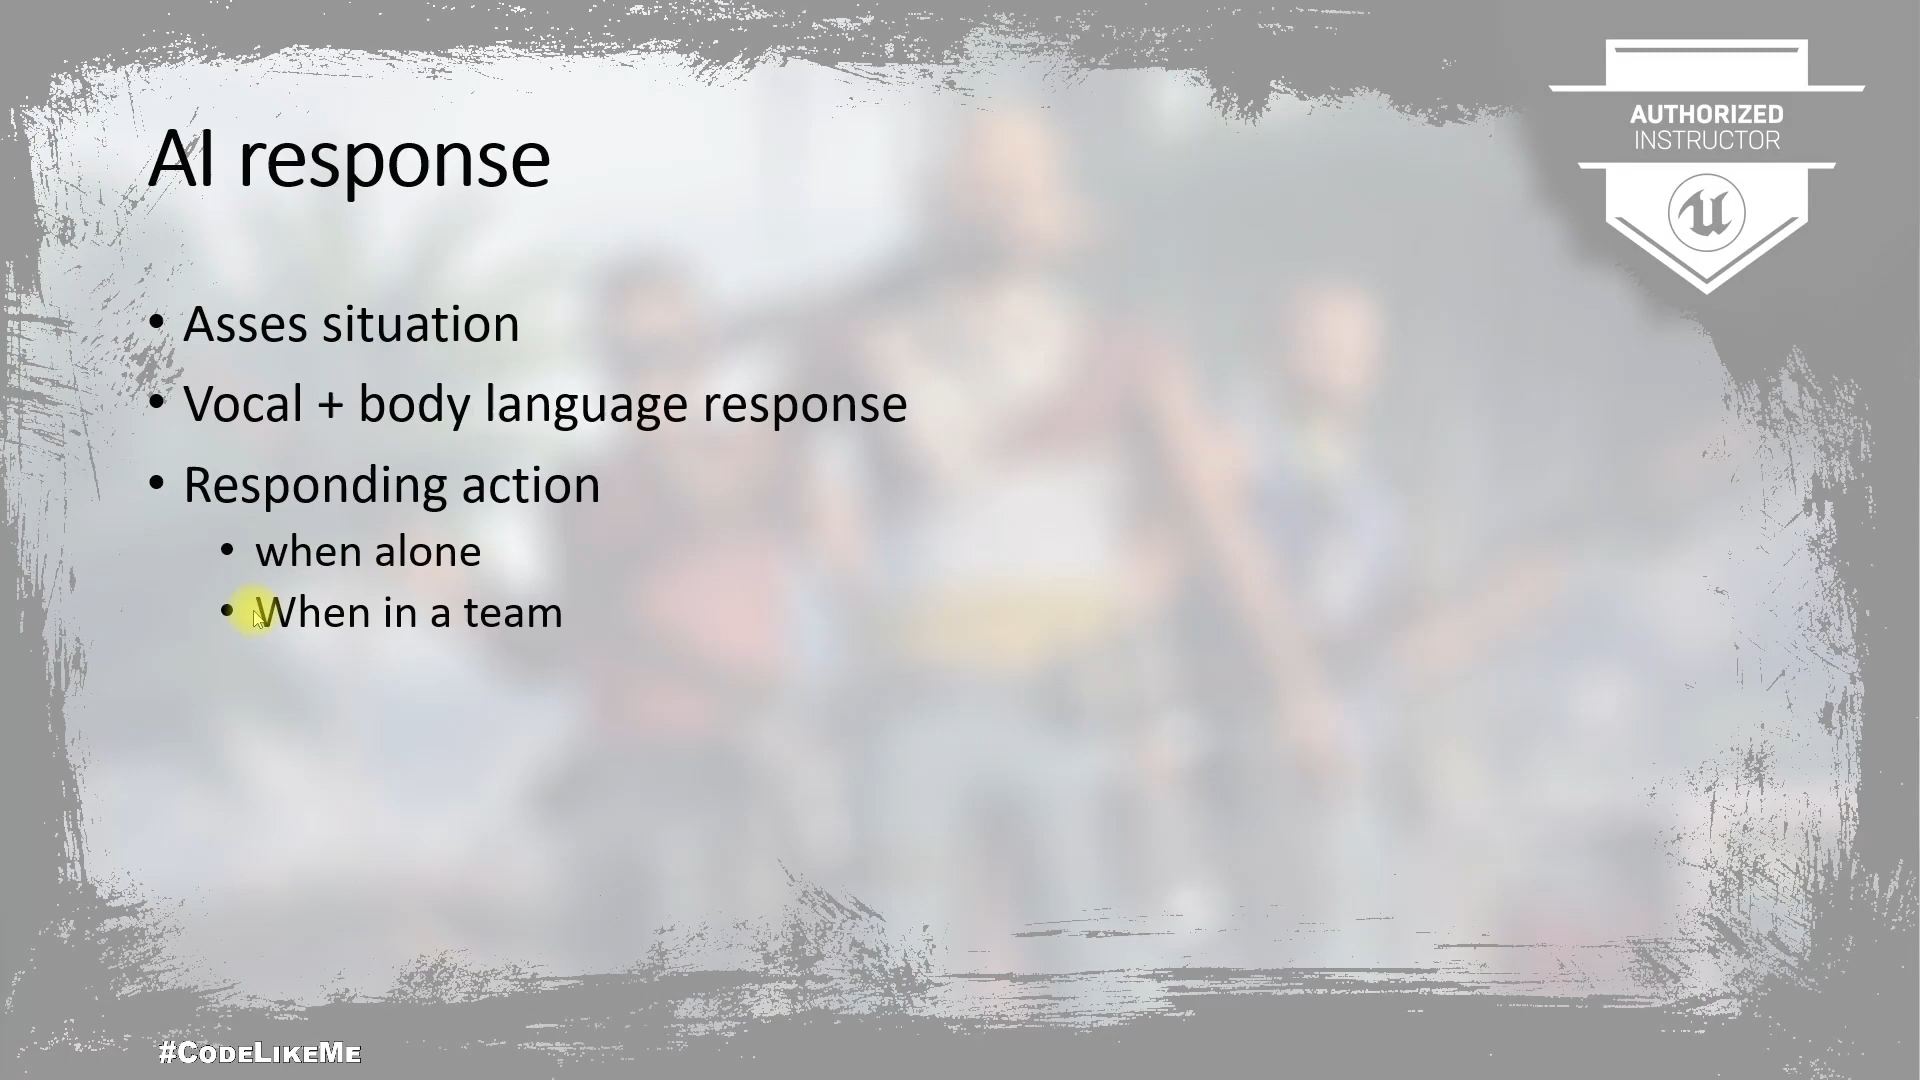 AUTHORIZED
INSTRUCTOR
AI response
• Asses situation
• Vocal + body language response
• Responding action
• when alone
• When in a team
#CodeLikeMe